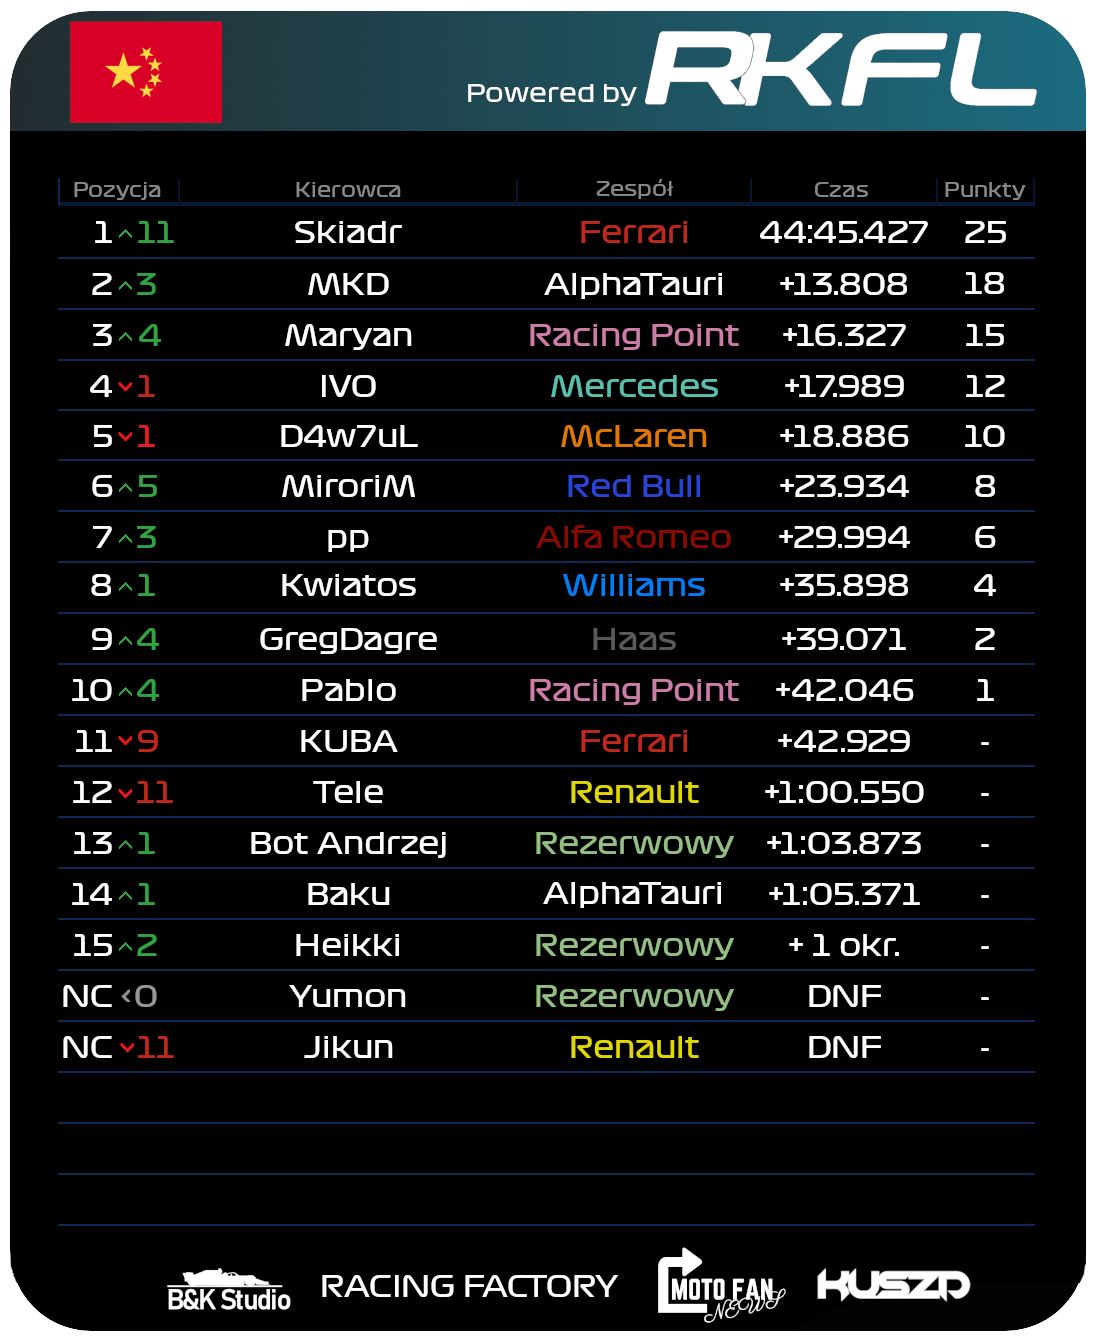 Powered by RKFL
Pozycja Kierowca Zespół Czas Punkty
1 ^11 Skiadr Ferrari 44:45.427 25
2 ^3 MKD AlphaTauri +13.808 18
3 ^4 Maryan Racing Point +16.327 15
4 ˅1 IVO Mercedes +17.989 12
5 ˅1 D4w7uL McLaren +18.886 10
6 ^5 MiroriM Red Bull +23.934 8
7 ^3 pp Alfa Romeo +29.994 6
8 ^1 Kwiatos Williams +35.898 4
9 ^4 GregDagre Haas +39.071 2
10 ^4 Pablo Racing Point +42.046 1
11 ˅9 KUBA Ferrari +42.929 -
12 ˅11 Tele Renault +1:00.550 -
13 ^1 Bot Andrzej Rezerwowy +1:03.873 -
14 ^1 Baku AlphaTauri +1:05.371 -
15 ^2 Heikki Rezerwowy + 1 okr. -
NC <0 Yumon Rezerwowy DNF -
NC ˅11 Jikun Renault DNF -
B&K Studio RACING FACTORY MOTO FAN NEWS KUSZD